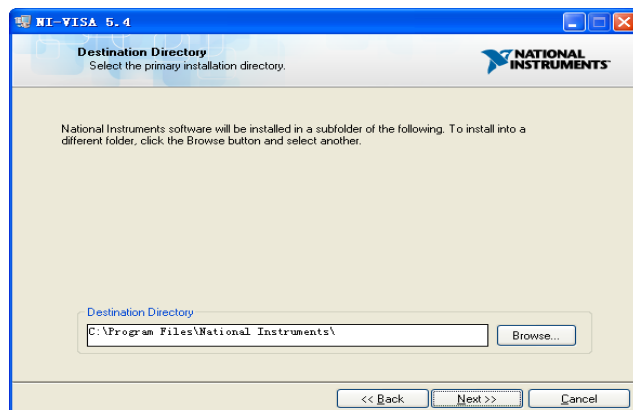 NI-VISA 5.4
Destination Directory
Select the primary installation directory.
NATIONAL
INSTRUMENTS™
National Instruments software will be installed in a subfolder of the following. To install into a
different folder, click the Browse button and select another.
Destination Directory
C:\Program Files\National Instruments\
Browse...
<< Back
Next >>
Cancel